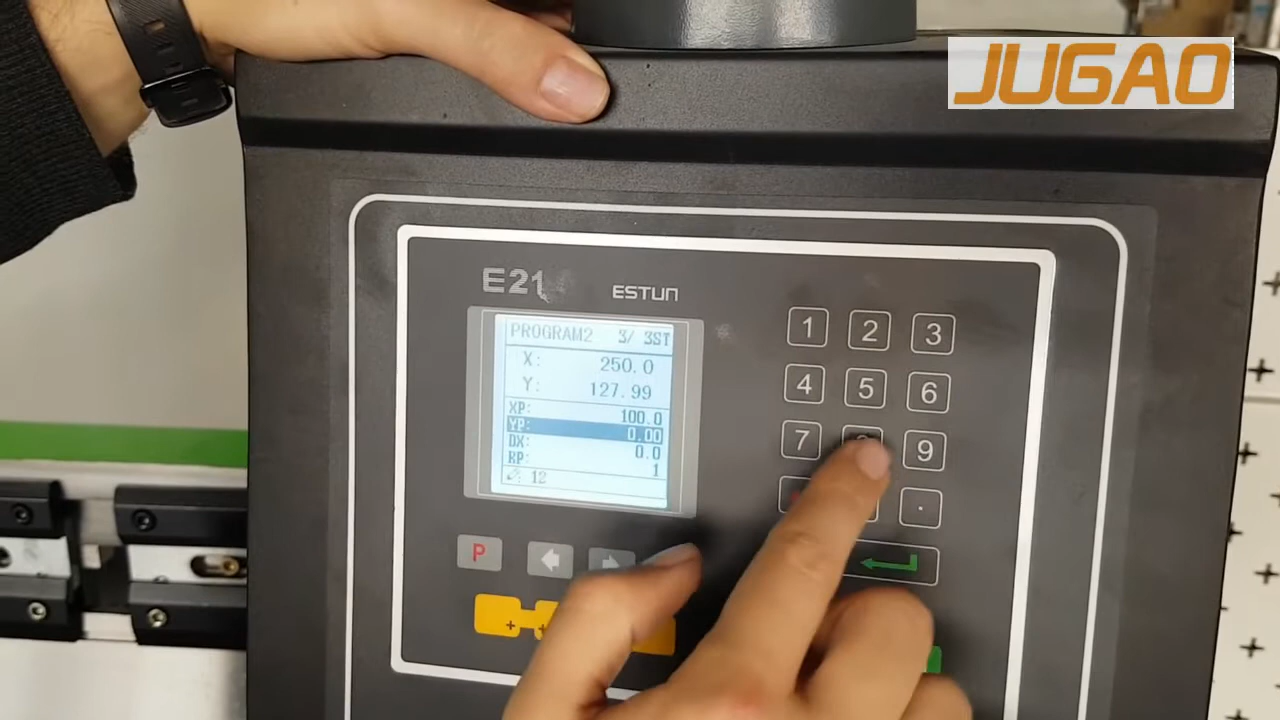 JUGAO
E21
ESTUN
PROGRAM2 3/ 3ST
X: 250.0
Y: 127.99
XP: 100.0
YP: 0.00
DX: 0.0
RP: 1
: 12
1 2 3
4 5 6
7 9
.
P
+ +